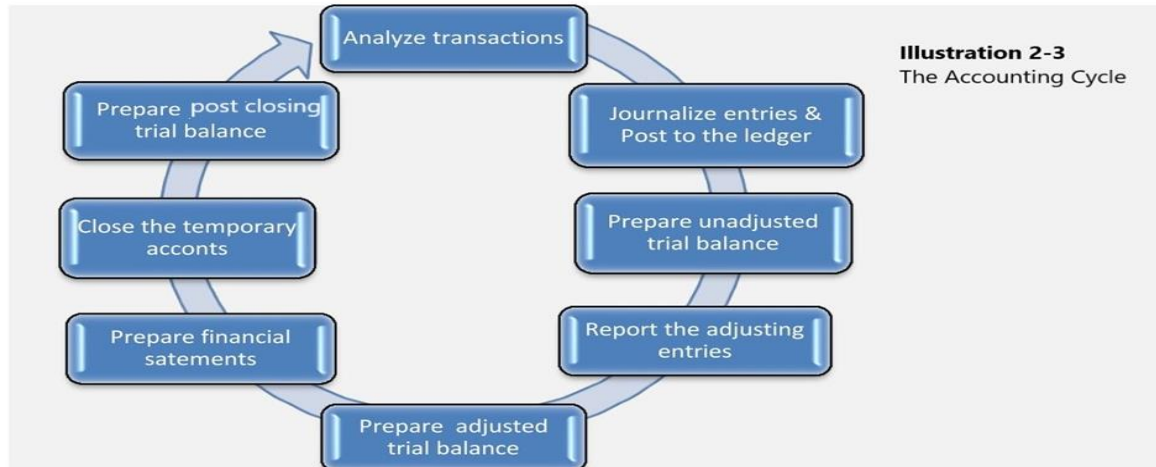 Analyze transactions
Illustration 2-3
The Accounting Cycle
Journalize entries &
Post to the ledger
Prepare unadjusted
trial balance
Report the adjusting
entries
Prepare adjusted
trial balance
Prepare financial
satements
Close the temporary
acconts
Prepare post closing
trial balance